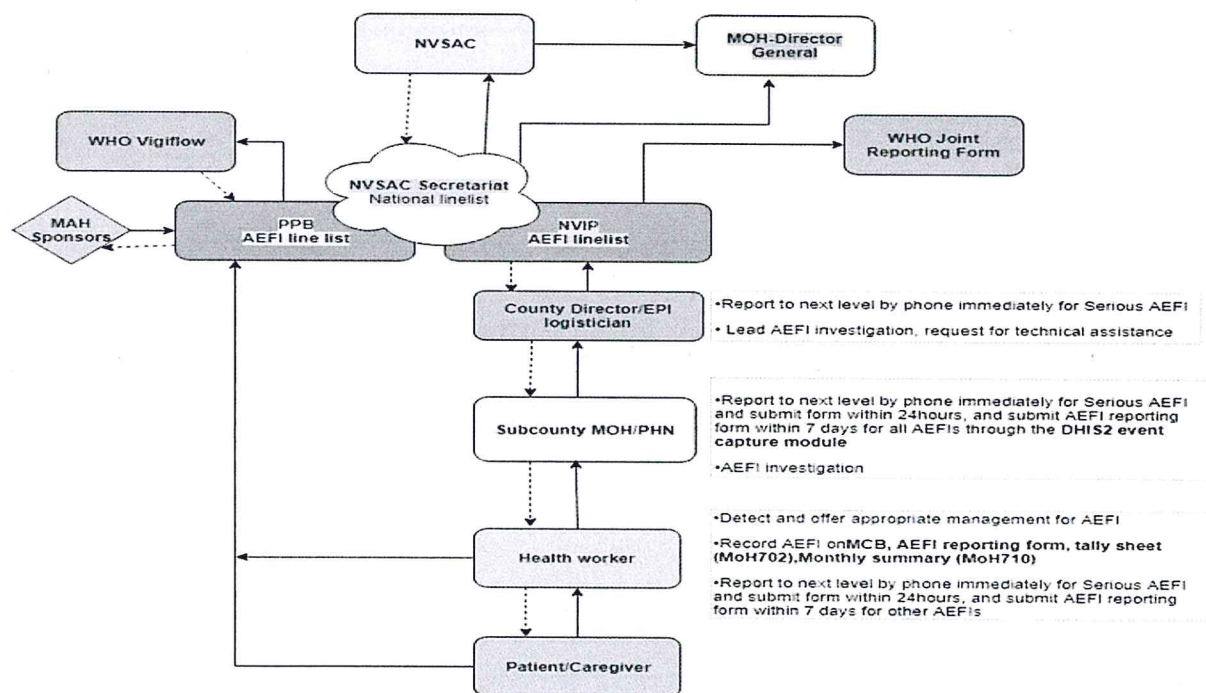 NVSAC
MOH-Director
General
WHO Vigiflow
WHO Joint
Reporting Form
NVSAC Secretariat
National linelist
MAH
Sponsors
PPB
AEFI line list
NVIP
AEFI linelist
County Director/EPI
logistician
•Report to next level by phone immediately for Serious AEFI
• Lead AEFI investigation, request for technical assistance
Subcounty MOH/PHN
•Report to next level by phone immediately for Serious AEFI
and submit form within 24hours, and submit AEFI reporting
form within 7 days for all AEFIs through the DHIS2 event
capture module
•AEFI investigation
Health worker
•Detect and offer appropriate management for AEFI
•Record AEFI onMCB, AEFI reporting form, tally sheet
(MoH702),Monthly summary (MoH710)
•Report to next level by phone immediately for Serious AEFI
and submit form within 24hours, and submit AEFI reporting
form within 7 days for other AEFIs
Patient/Caregiver